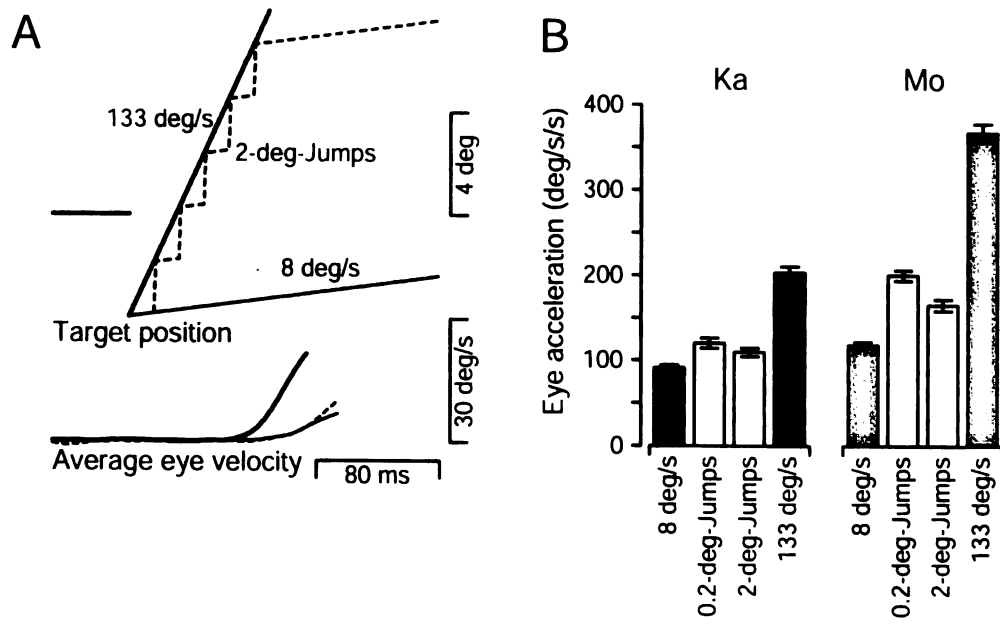 A
133 deg/s
2-deg-Jumps
4 deg
8 deg/s
Target position
30 deg/s
Average eye velocity
80 ms
B
Ka
Mo
Eye acceleration (deg/s/s)
400
300
200
100
0
8 deg/s
0.2-deg-Jumps
2-deg-Jumps
133 deg/s
8 deg/s
0.2-deg-Jumps
2-deg-Jumps
133 deg/s